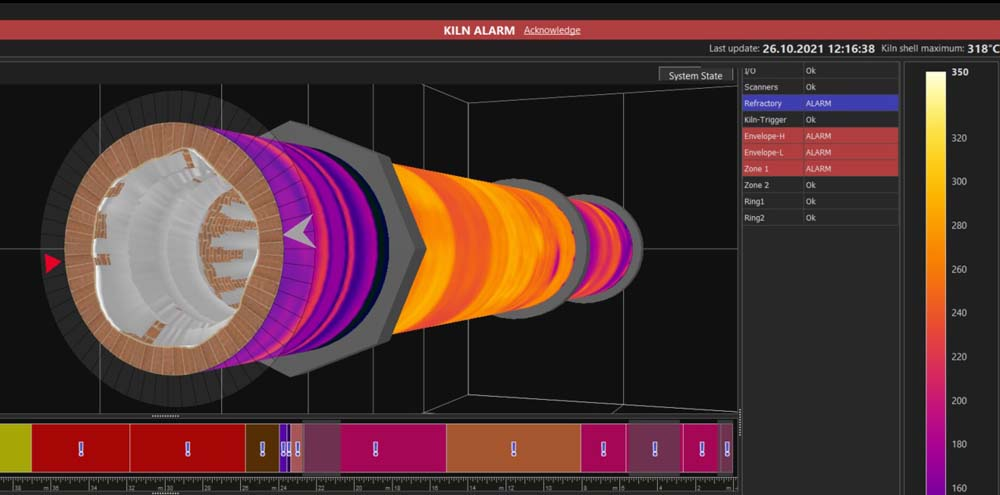 KILN ALARM Acknowledge
Last update: 26.10.2021 12:16:38 Kiln shell maximum: 318°C
System State
I/O Ok
Scanners Ok
Refractory ALARM
Kiln-Trigger Ok
Envelope-H ALARM
Envelope-L ALARM
Zone 1 ALARM
Zone 2 Ok
Ring1 Ok
Ring2 Ok
350
320
300
280
260
240
220
200
180
160
! ! ! ! ! ! ! ! ! ! ! !
38 m 36 34 m 32 30 m 28 26 m 24 22 m 20 18 m 16 14 m 12 10 m 8 m 6 4 m